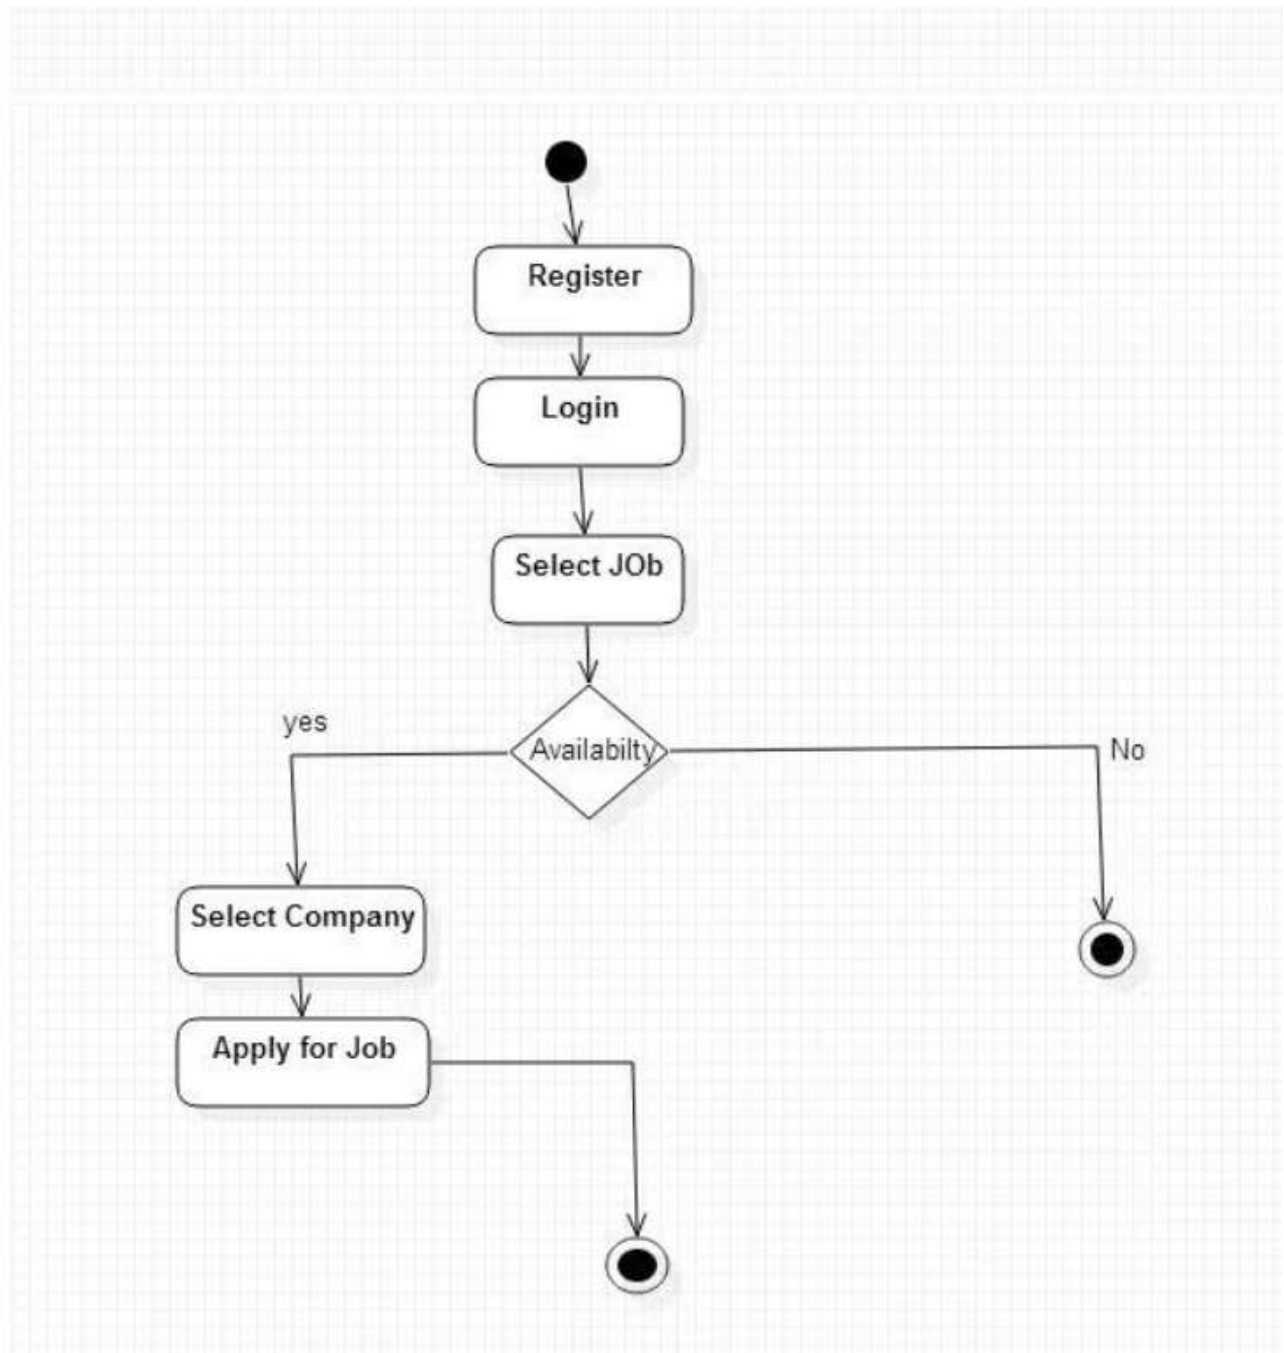 Register
Login
Select JOb
yes
Availabilty
No
Select Company
Apply for Job